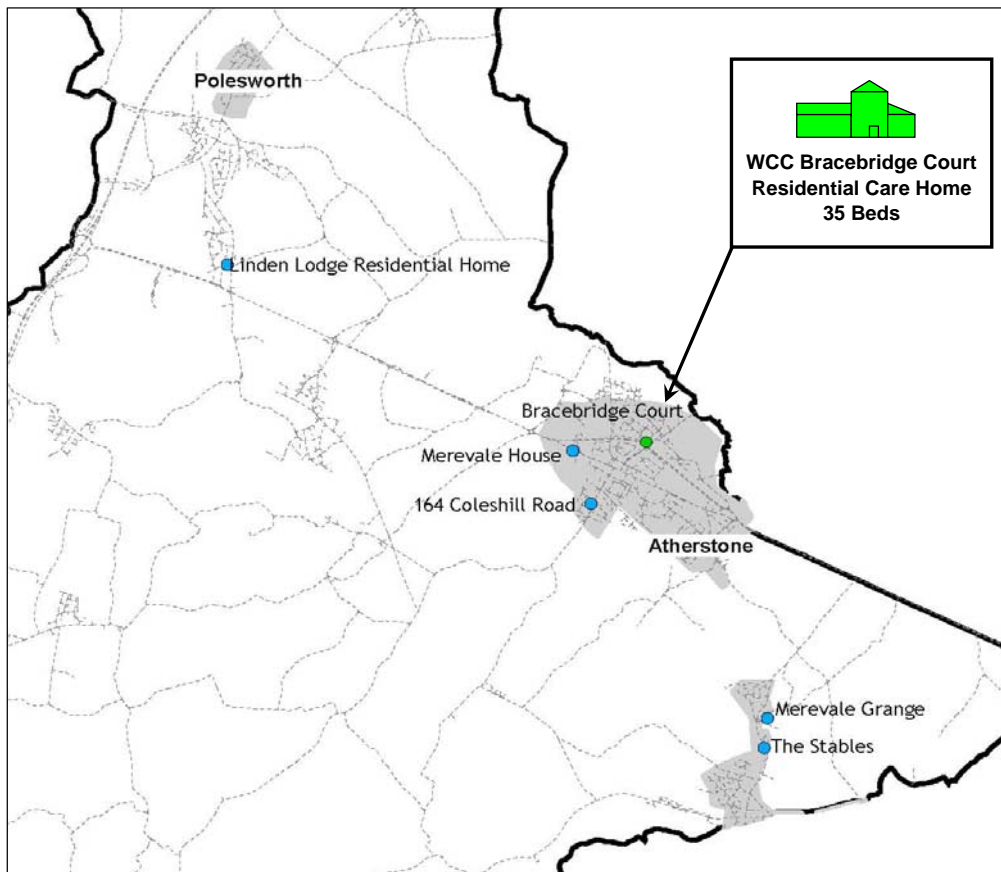 Polesworth
WCC Bracebridge Court
Residential Care Home
35 Beds
Linden Lodge Residential Home
Bracebridge Court
Merevale House
164 Coleshill Road
Atherstone
Merevale Grange
The Stables